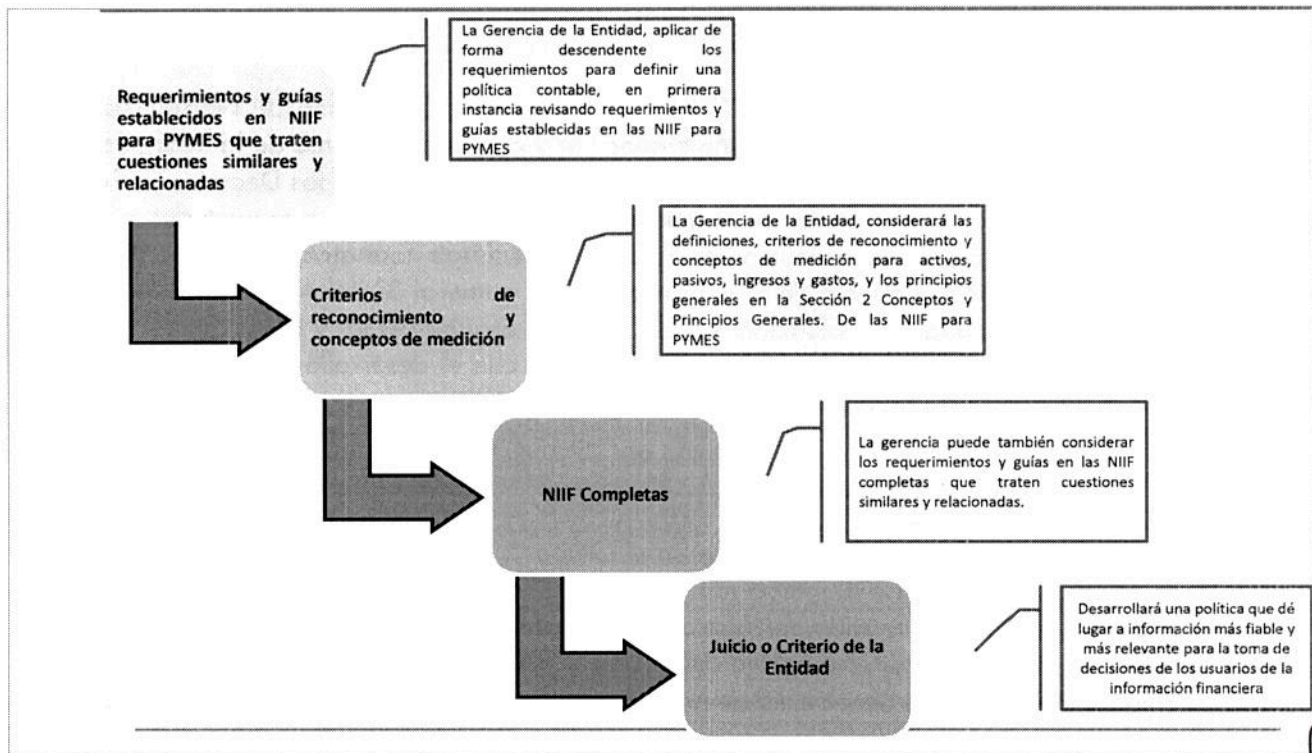 La Gerencia de la Entidad, aplicar de
forma descendente los
requerimientos para definir una
política contable, en primera
instancia revisando requerimientos y
guías establecidas en las NIIF para
PYMES
Requerimientos y guías
establecidos en NIIF
para PYMES que traten
cuestiones similares y
relacionadas
La Gerencia de la Entidad, considerará las
definiciones, criterios de reconocimiento y
conceptos de medición para activos,
pasivos, ingresos y gastos, y los principios
generales en la Sección 2 Conceptos y
Principios Generales. De las NIIF para
PYMES
Criterios de
reconocimiento y
conceptos de medición
La gerencia puede también considerar
los requerimientos y guías en las NIIF
completas que traten cuestiones
similares y relacionadas.
NIIF Completas
Desarrollará una política que dé
lugar a información más fiable y
más relevante para la toma de
decisiones de los usuarios de la
información financiera
Juicio o Criterio de la
Entidad